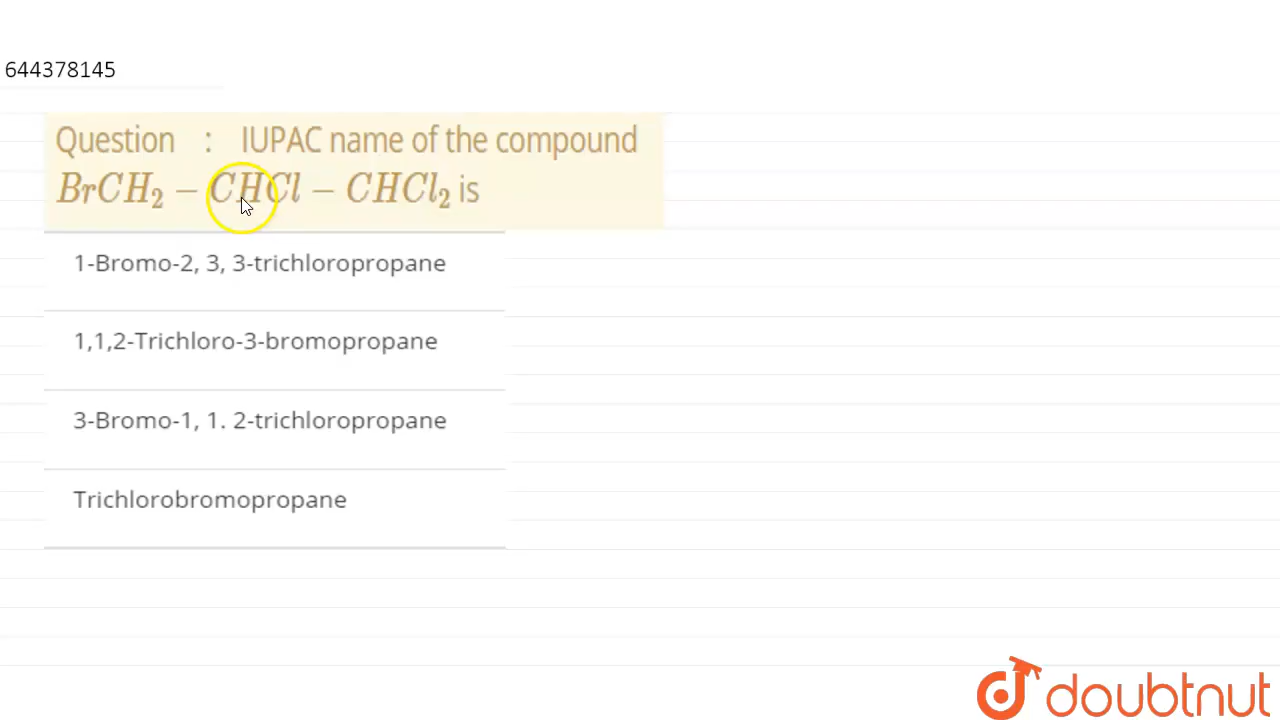 644378145
Question : IUPAC name of the compound
BrCH₂ − CHCl − CHCl₂ is
1-Bromo-2, 3, 3-trichloropropane
1,1,2-Trichloro-3-bromopropane
3-Bromo-1, 1. 2-trichloropropane
Trichlorobromopropane
doubtnut